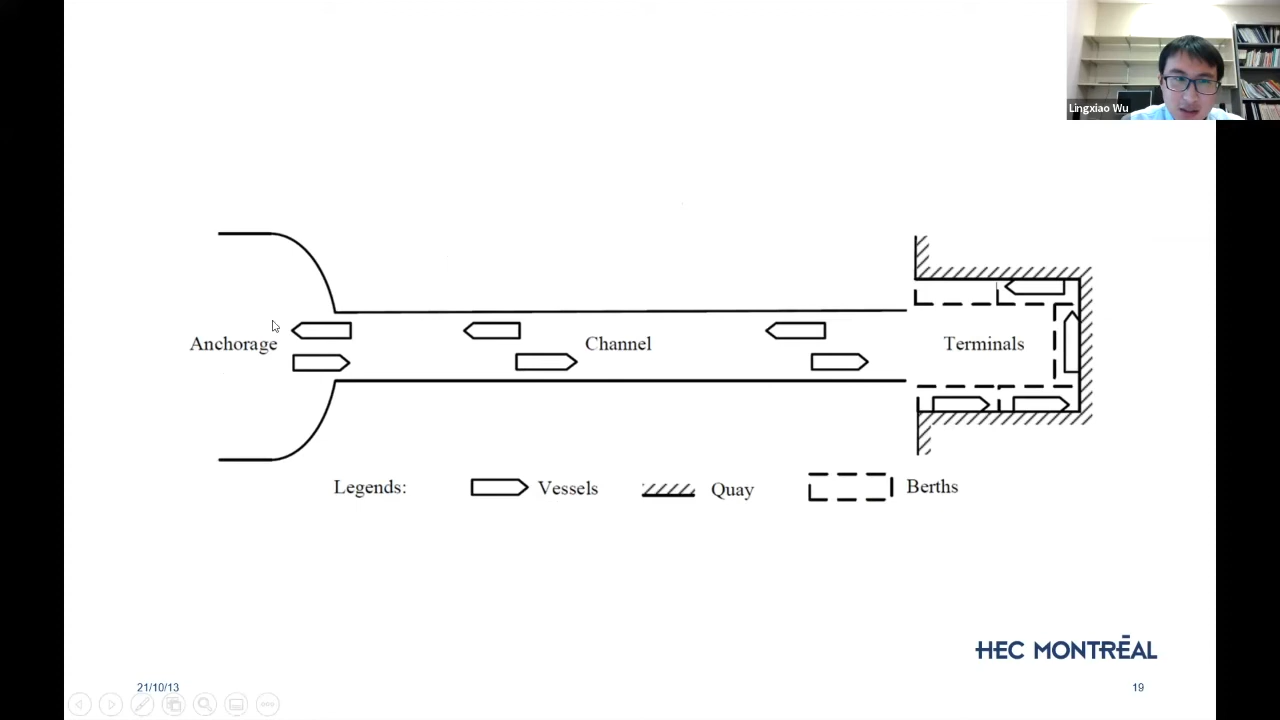 Lingxiao Wu
Anchorage
Channel
Terminals
Legends:
Vessels
Quay
Berths
HEC MONTRĒAL
21/10/13
19